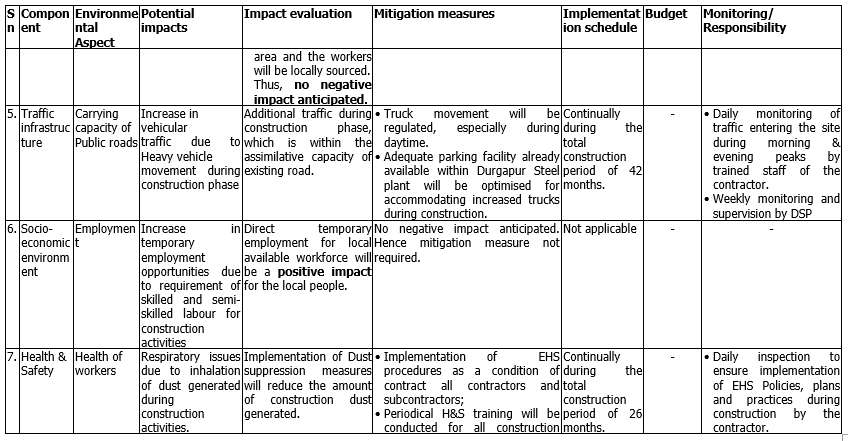 S n
Compon ent
Environme ntal Aspect
Potential impacts
Impact evaluation
Mitigation measures
Implementat ion schedule
Budget
Monitoring/ Responsibility
area and the workers
will be locally sourced.
Thus, no negative
impact anticipated.
5.
Traffic
infrastruc
ture
Carrying
capacity of
Public roads
Increase in
vehicular
traffic due to
Heavy vehicle
movement during
construction phase
Additional traffic during
construction phase,
which is within the
assimilative capacity of
existing road.
• Truck movement will be
regulated, especially during
daytime.
• Adequate parking facility already
available within Durgapur Steel
plant will be optimised for
accommodating increased trucks
during construction.
Continually
during the
total
construction
period of 42
months.
-
• Daily monitoring of
traffic entering the site
during morning &
evening peaks by
trained staff of the
contractor.
• Weekly monitoring and
supervision by DSP
6.
Socio-
economic
environm
ent
Employmen
t
Increase in
temporary
employment
opportunities due
to requirement of
skilled and semi-
skilled labour for
construction
activities
Direct temporary
employment for local
available workforce will
be a positive impact
for the local people.
No negative impact anticipated.
Hence mitigation measure not
required.
Not applicable
-
-
7.
Health &
Safety
Health of
workers
Respiratory issues
due to inhalation
of dust generated
during
construction
activities.
Implementation of Dust
suppression measures
will reduce the amount
of construction dust
generated.
• Implementation of EHS
procedures as a condition of
contract all contractors and
subcontractors;
• Periodical H&S training will be
conducted for all construction
Continually
during the
total
construction
period of 26
months.
-
• Daily inspection to
ensure implementation
of EHS Policies, plans
and practices during
construction by the
contractor.